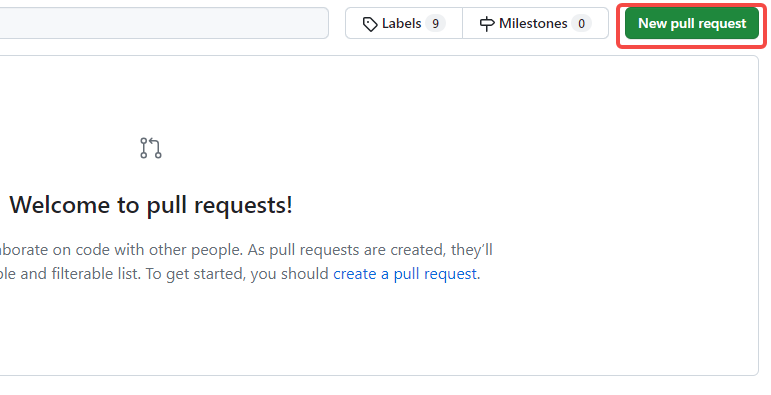 Labels 9 Milestones 0 New pull request
Welcome to pull requests!
aborate on code with other people. As pull requests are created, they’ll
ble and filterable list. To get started, you should create a pull request.